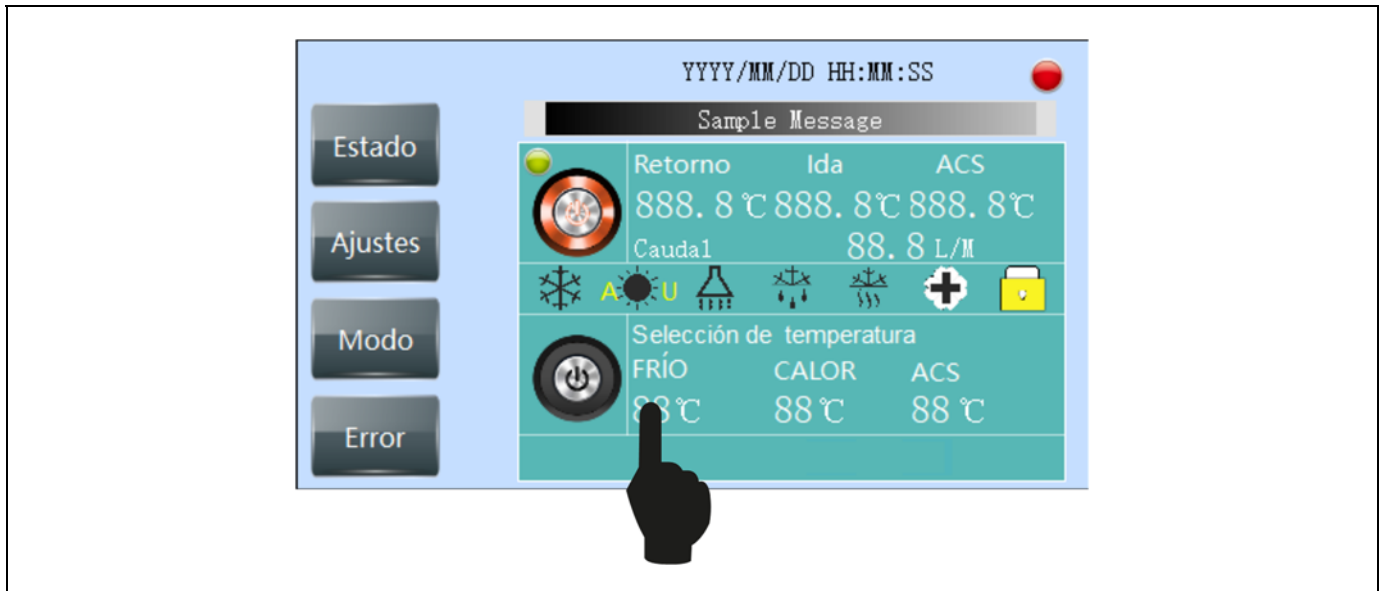 YYYY/MM/DD HH:MM:SS
Sample Message
Estado
Retorno Ida ACS
888.8℃ 888.8℃ 888.8℃
Ajustes
Caudal 88.8 L/M
A U
Modo
Selección de temperatura
FRÍO CALOR ACS
88℃ 88℃ 88℃
Error